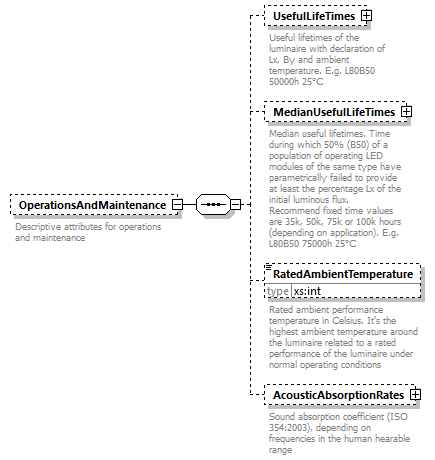 UsefulLifeTimes
Useful lifetimes of the
luminaire with declaration of
Lx, By and ambient
temperature. E.g. L80B50
50000h 25°C
MedianUsefulLifeTimes
Median useful lifetimes. Time
during which 50% (B50) of a
population of operating LED
modules of the same type have
parametrically failed to provide
at least the percentage Lx of the
initial luminous flux.
Recommend fixed time values
are 35k, 50k, 75k or 100k hours
(depending on application). E.g.
L80B50 75000h 25°C
OperationsAndMaintenance
Descriptive attributes for operations
and maintenance
RatedAmbientTemperature
type xs:int
Rated ambient performance
temperature in Celsius. It's the
highest ambient temperature around
the luminaire related to a rated
performance of the luminaire under
normal operating conditions
AcousticAbsorptionRates
Sound absorption coefficient (ISO
354:2003), depending on
frequencies in the human hearable
range